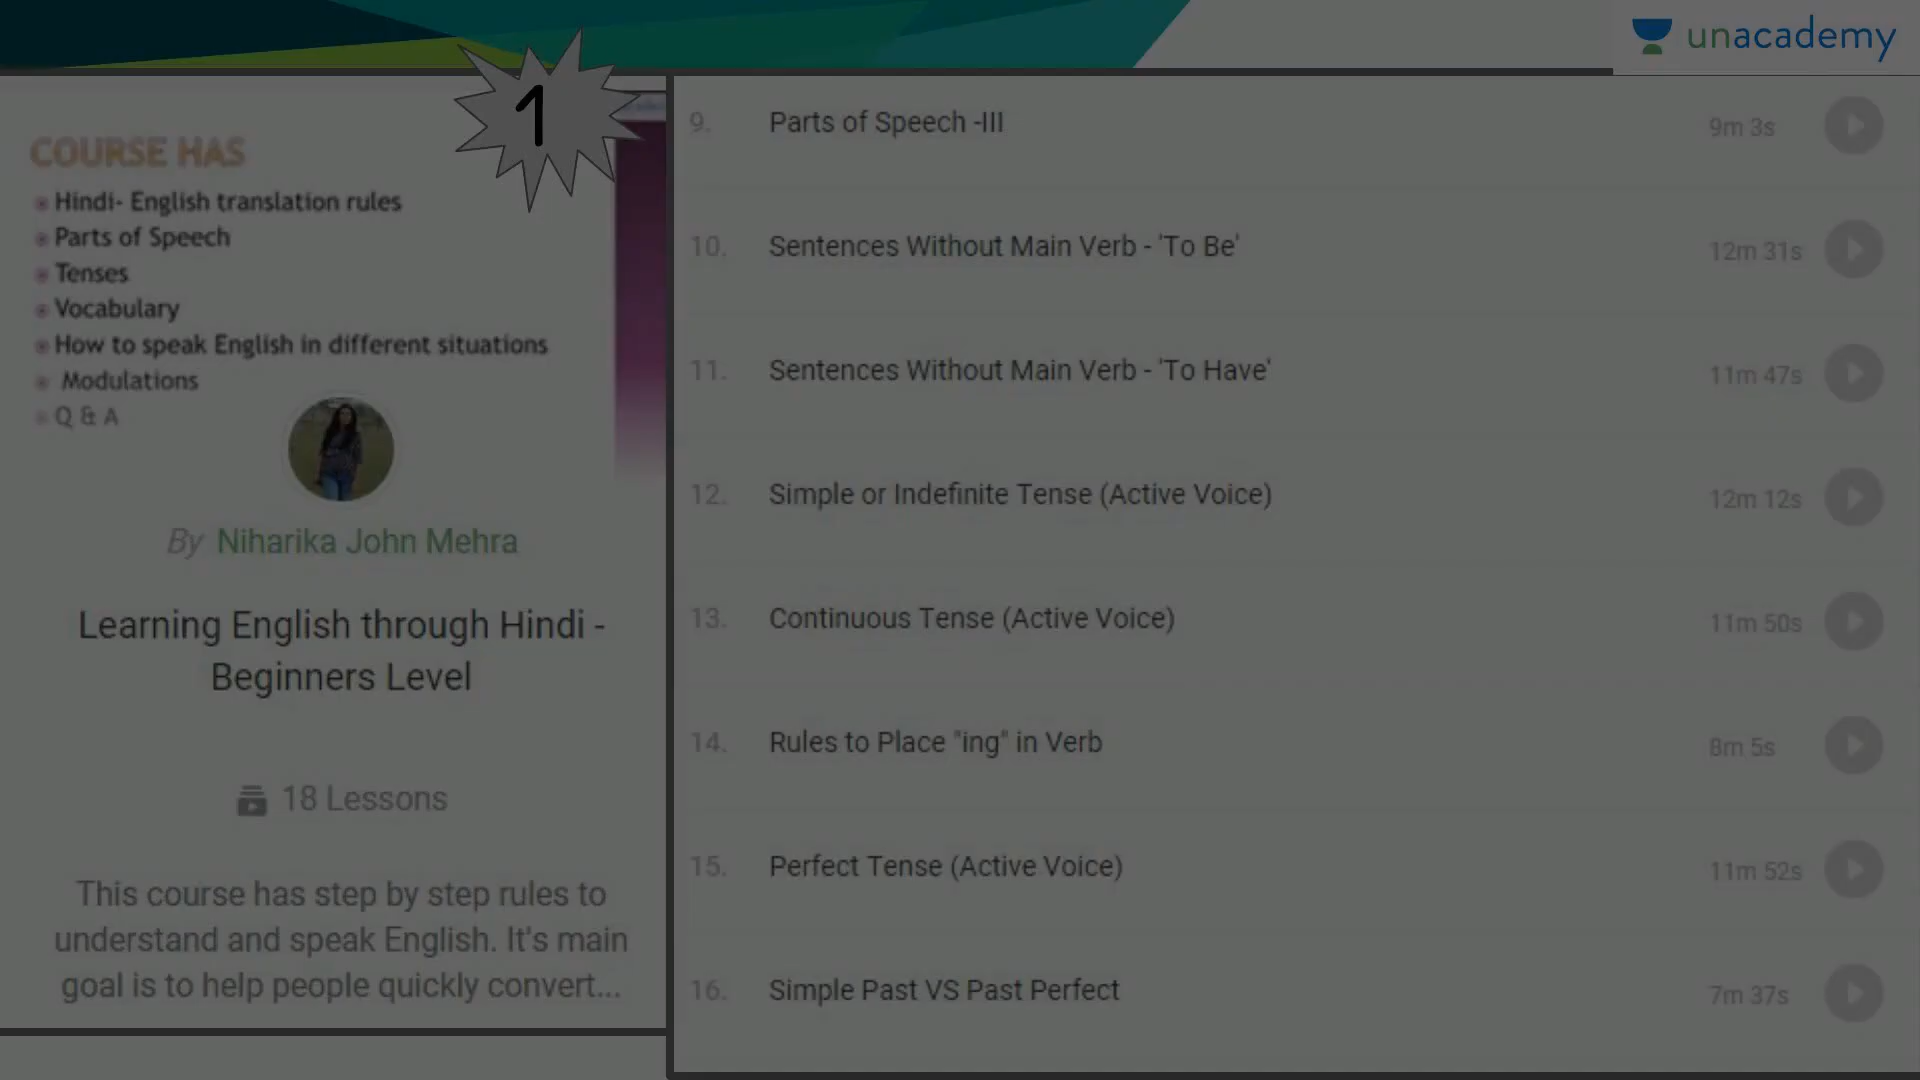 unacademy
1
COURSE HAS
Hindi- English translation rules
Parts of Speech
Tenses
Vocabulary
How to speak English in different situations
Modulations
Q & A
By Niharika John Mehra
Learning English through Hindi -
Beginners Level
18 Lessons
This course has step by step rules to
understand and speak English. It's main
goal is to help people quickly convert...
9. Parts of Speech -III 9m 3s
10. Sentences Without Main Verb - 'To Be' 12m 31s
11. Sentences Without Main Verb - 'To Have' 11m 47s
12. Simple or Indefinite Tense (Active Voice) 12m 12s
13. Continuous Tense (Active Voice) 11m 50s
14. Rules to Place "ing" in Verb 8m 5s
15. Perfect Tense (Active Voice) 11m 52s
16. Simple Past VS Past Perfect 7m 37s